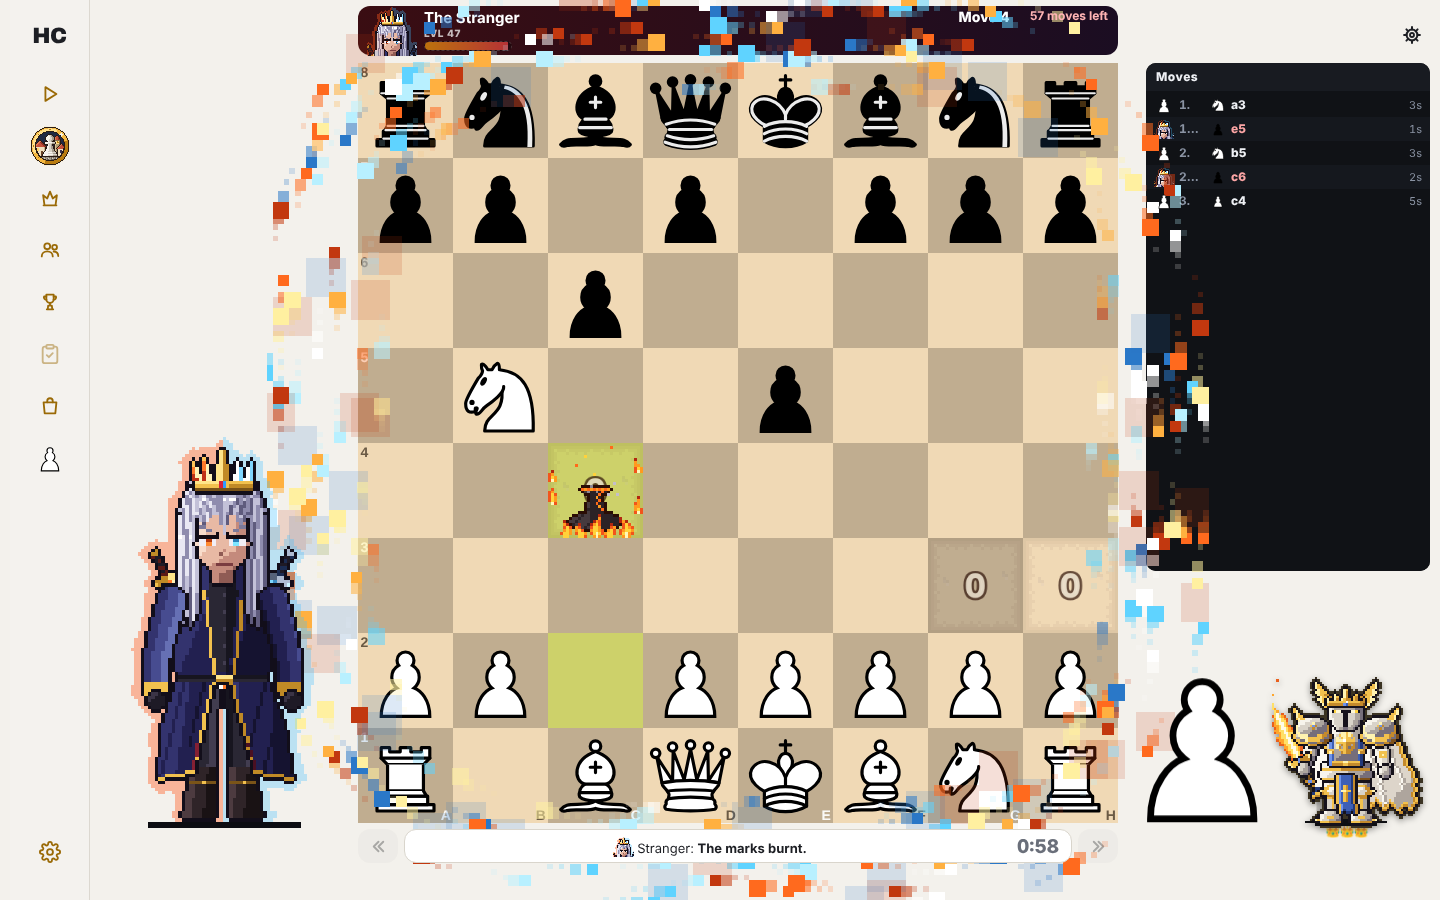 HC
The Stranger
LVL 47
Move 4
57 moves left
8
6
5
4
3
2
1
0
0
A
B
C
D
E
G
H
Stranger: The marks burnt.
0:58
Moves
1. a3 3s
1... e5 1s
2. b5 3s
2... c6 2s
3. c4 5s